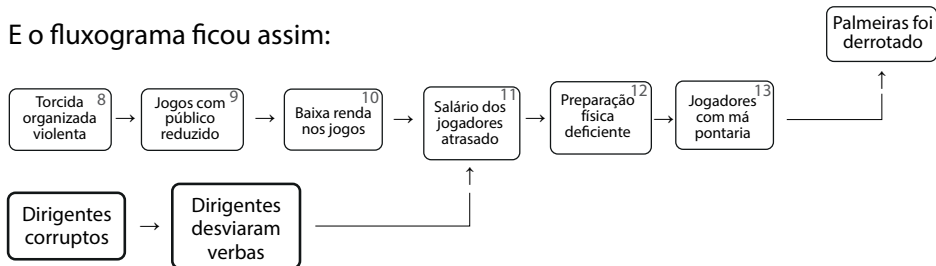 E o fluxograma ficou assim:
Palmeiras foi
derrotado
8
Torcida
organizada
violenta
9
Jogos com
público
reduzido
10
Baixa renda
nos jogos
11
Salário dos
jogadores
atrasado
12
Preparação
física
deficiente
13
Jogadores
com má
pontaria
Dirigentes
corruptos
Dirigentes
desviaram
verbas